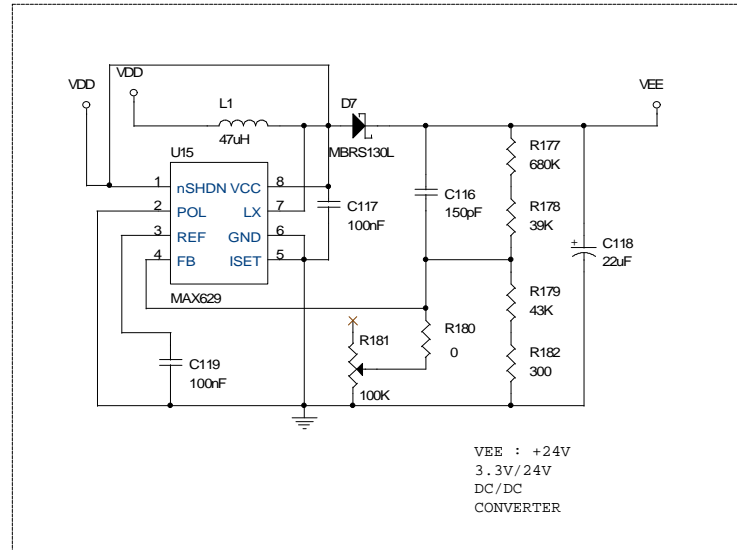 VDD
VDD
L1
47uH
D7
MBRS130L
VEE
U15
1 nSHDN VCC 8
2 POL LX 7
3 REF GND 6
4 FB ISET 5
MAX629
C117
100nF
C116
150pF
R177
680K
R178
39K
C118
+
22uF
R179
43K
R180
0
R181
100K
R182
300
C119
100nF
VEE : +24V
3.3V/24V
DC/DC
CONVERTER